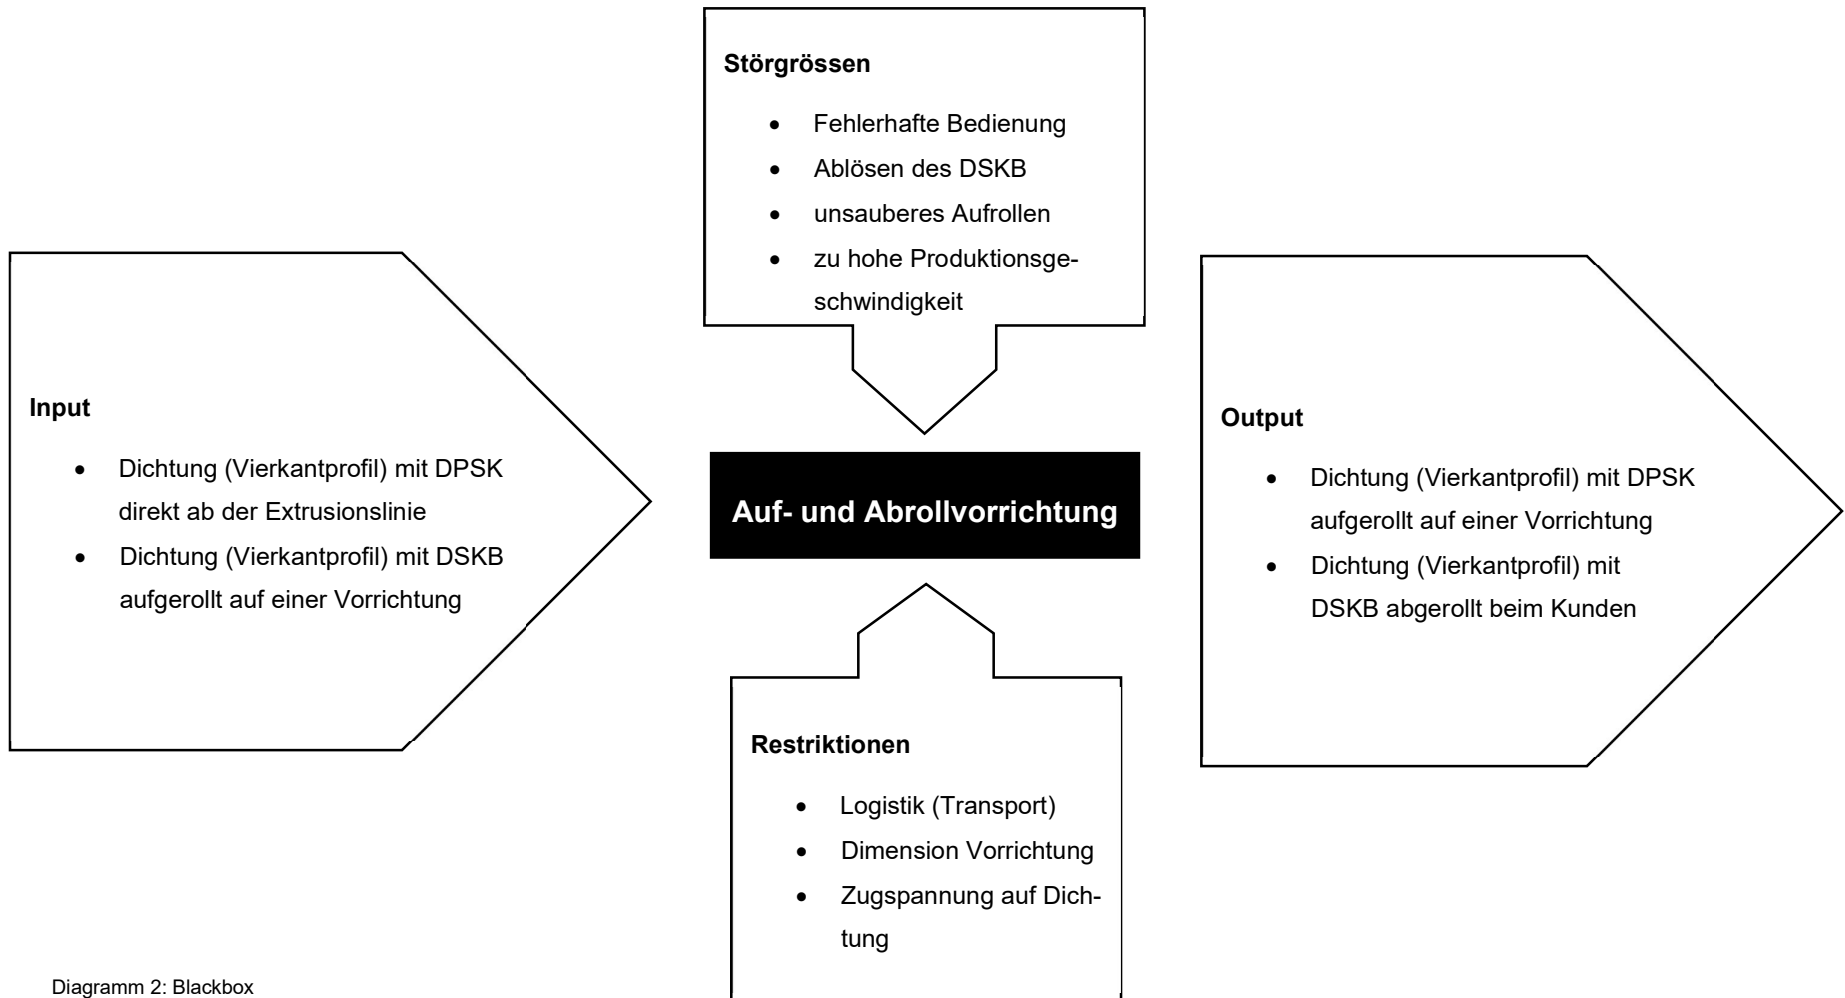 Störgrössen
• Fehlerhafte Bedienung
• Ablösen des DSKB
• unsauberes Aufrollen
• zu hohe Produktionsge-
schwindigkeit
Input
• Dichtung (Vierkantprofil) mit DPSK
direkt ab der Extrusionslinie
• Dichtung (Vierkantprofil) mit DSKB
aufgerollt auf einer Vorrichtung
Auf- und Abrollvorrichtung
Output
• Dichtung (Vierkantprofil) mit DPSK
aufgerollt auf einer Vorrichtung
• Dichtung (Vierkantprofil) mit
DSKB abgerollt beim Kunden
Restriktionen
• Logistik (Transport)
• Dimension Vorrichtung
• Zugspannung auf Dich-
tung
Diagramm 2: Blackbox